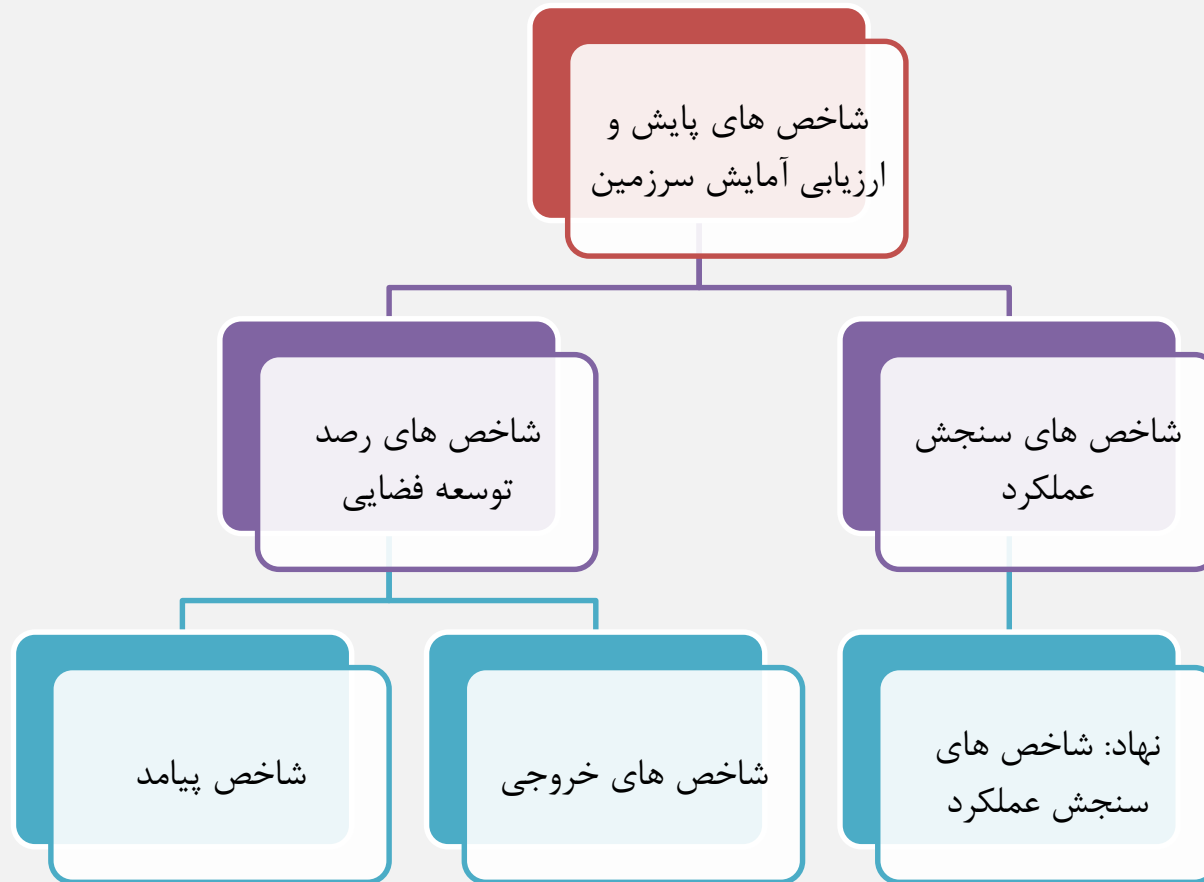 شاخص های پایش و
ارزیابی آمایش سرزمین
شاخص های سنجش
عملکرد
شاخص های رصد
توسعه فضایی
نهاد: شاخص های
سنجش عملکرد
شاخص های خروجی
شاخص پیامد